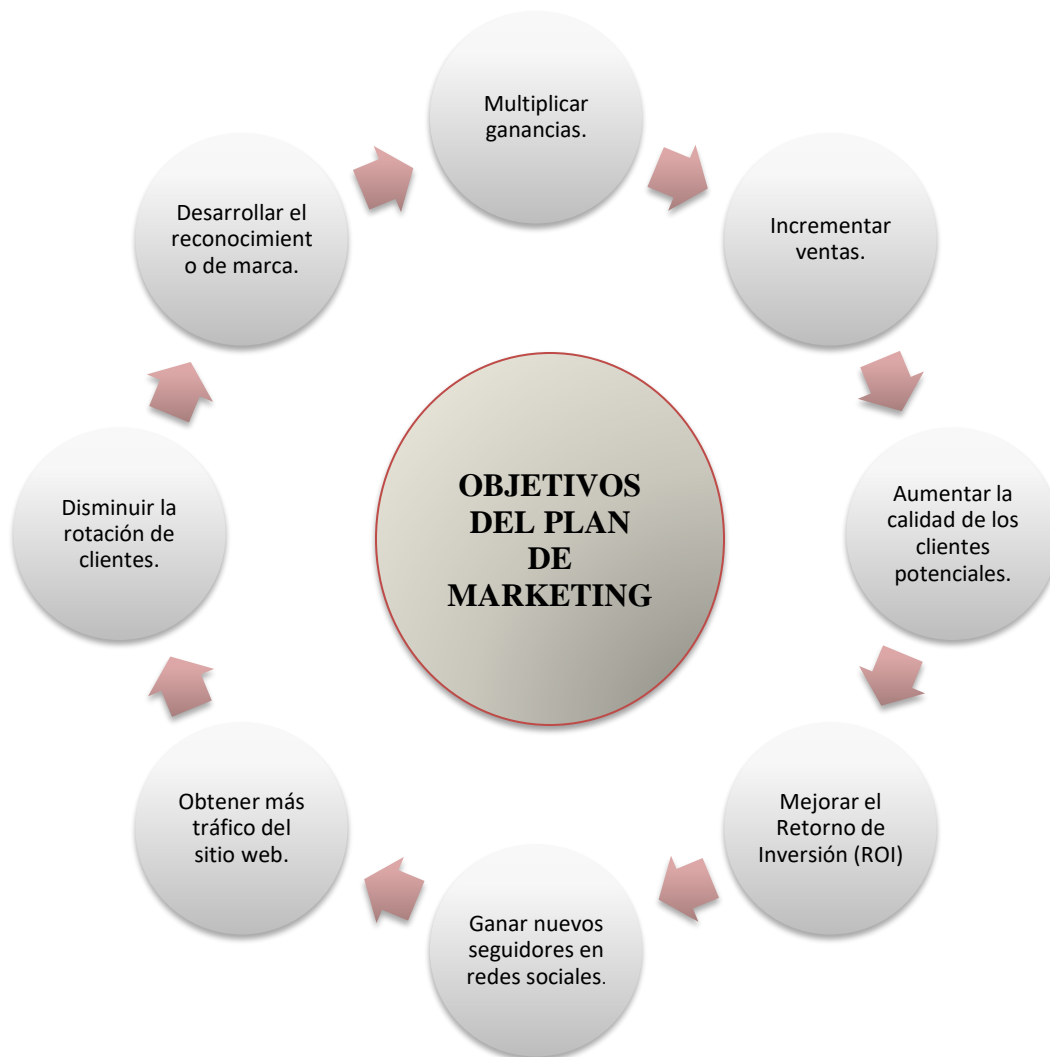 Multiplicar
ganancias.
Incrementar
ventas.
Aumentar la
calidad de los
clientes
potenciales.
Mejorar el
Retorno de
Inversión (ROI)
Ganar nuevos
seguidores en
redes sociales.
Obtener más
tráfico del
sitio web.
Disminuir la
rotación de
clientes.
Desarrollar el
reconocimient
o de marca.
OBJETIVOS
DEL PLAN
DE
MARKETING